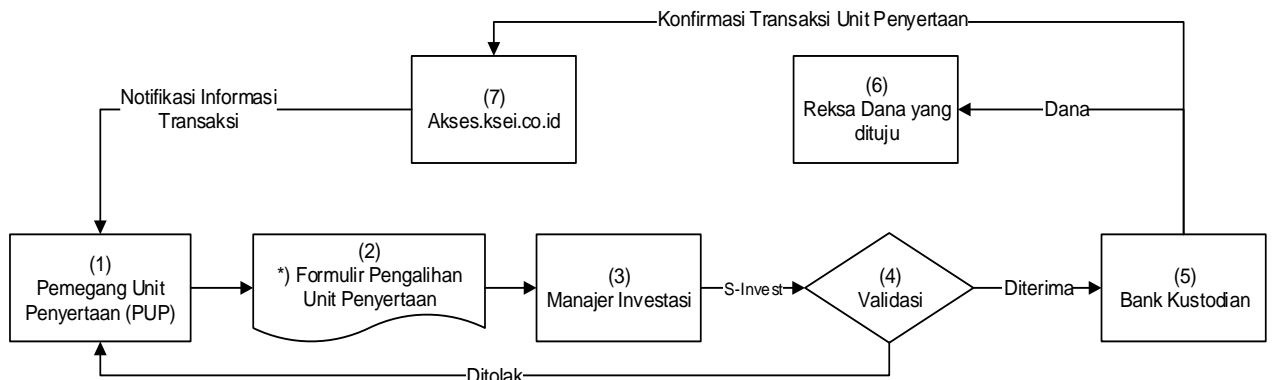 Konfirmasi Transaksi Unit Penyertaan
(7)
Akses.ksei.co.id
(6)
Reksa Dana yang
dituju
Dana
Notifikasi Informasi
Transaksi
(1)
Pemegang Unit
Penyertaan (PUP)
(2)
*) Formulir Pengalihan
Unit Penyertaan
(3)
Manajer Investasi
S-Invest
(4)
Validasi
Diterima
(5)
Bank Kustodian
Ditolak